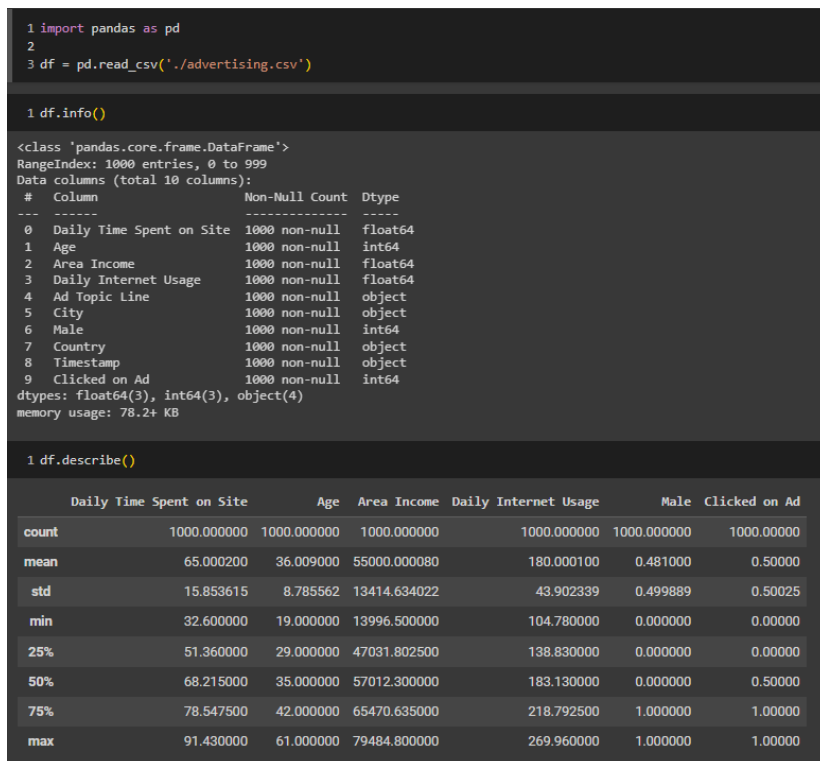 1 import pandas as pd
2
3 df = pd.read_csv('./advertising.csv')
1 df.info()
<class 'pandas.core.frame.DataFrame'>
RangeIndex: 1000 entries, 0 to 999
Data columns (total 10 columns):
 #   Column                    Non-Null Count  Dtype
---  ------                    --------------  -----
 0   Daily Time Spent on Site  1000 non-null   float64
 1   Age                       1000 non-null   int64
 2   Area Income               1000 non-null   float64
 3   Daily Internet Usage      1000 non-null   float64
 4   Ad Topic Line             1000 non-null   object
 5   City                      1000 non-null   object
 6   Male                      1000 non-null   int64
 7   Country                   1000 non-null   object
 8   Timestamp                 1000 non-null   object
 9   Clicked on Ad             1000 non-null   int64
dtypes: float64(3), int64(3), object(4)
memory usage: 78.2+ KB
1 df.describe()
Daily Time Spent on Site Age Area Income Daily Internet Usage Male Clicked on Ad
count 1000.000000 1000.000000 1000.000000 1000.000000 1000.000000 1000.00000
mean 65.000200 36.009000 55000.000080 180.000100 0.481000 0.50000
std 15.853615 8.785562 13414.634022 43.902339 0.499889 0.50025
min 32.600000 19.000000 13996.500000 104.780000 0.000000 0.00000
25% 51.360000 29.000000 47031.802500 138.830000 0.000000 0.00000
50% 68.215000 35.000000 57012.300000 183.130000 0.000000 0.50000
75% 78.547500 42.000000 65470.635000 218.792500 1.000000 1.00000
max 91.430000 61.000000 79484.800000 269.960000 1.000000 1.00000